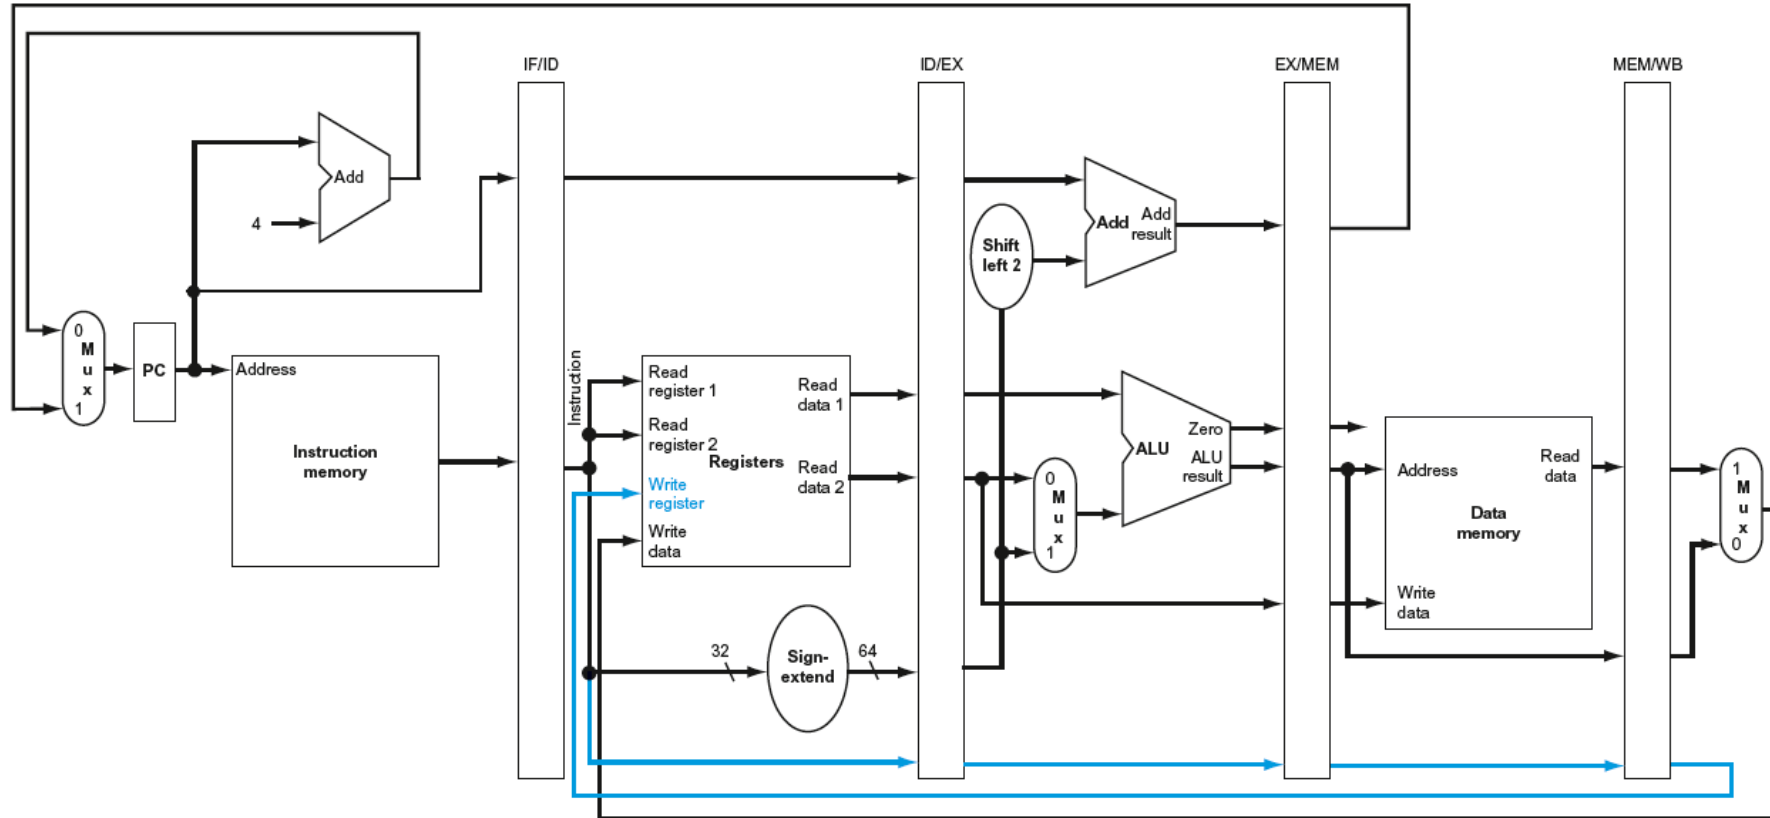 IF/ID
ID/EX
EX/MEM
MEM/WB
Add
4
Add
Add
result
Shift
left 2
0
M
u
x
1
PC
Address
Instruction
memory
Instruction
Read
register 1
Read
register 2
Registers
Write
register
Write
data
Read
data 1
Read
data 2
0
M
u
x
1
ALU
Zero
ALU
result
Address
Read
data
Data
memory
Write
data
1
M
u
x
0
32
Sign-
extend
64